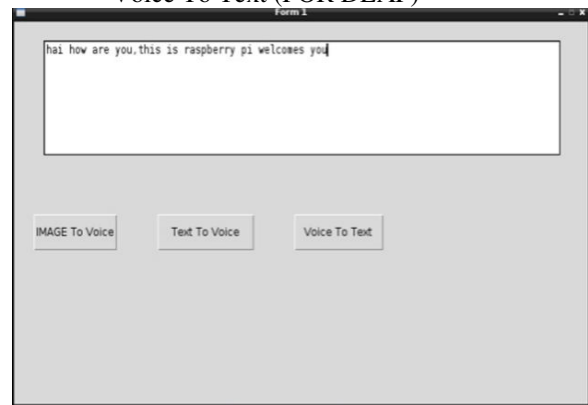 Voice To Text (FOR DEAF)
Form 1
hai how are you,this is raspberry pi welcomes you
IMAGE To Voice
Text To Voice
Voice To Text